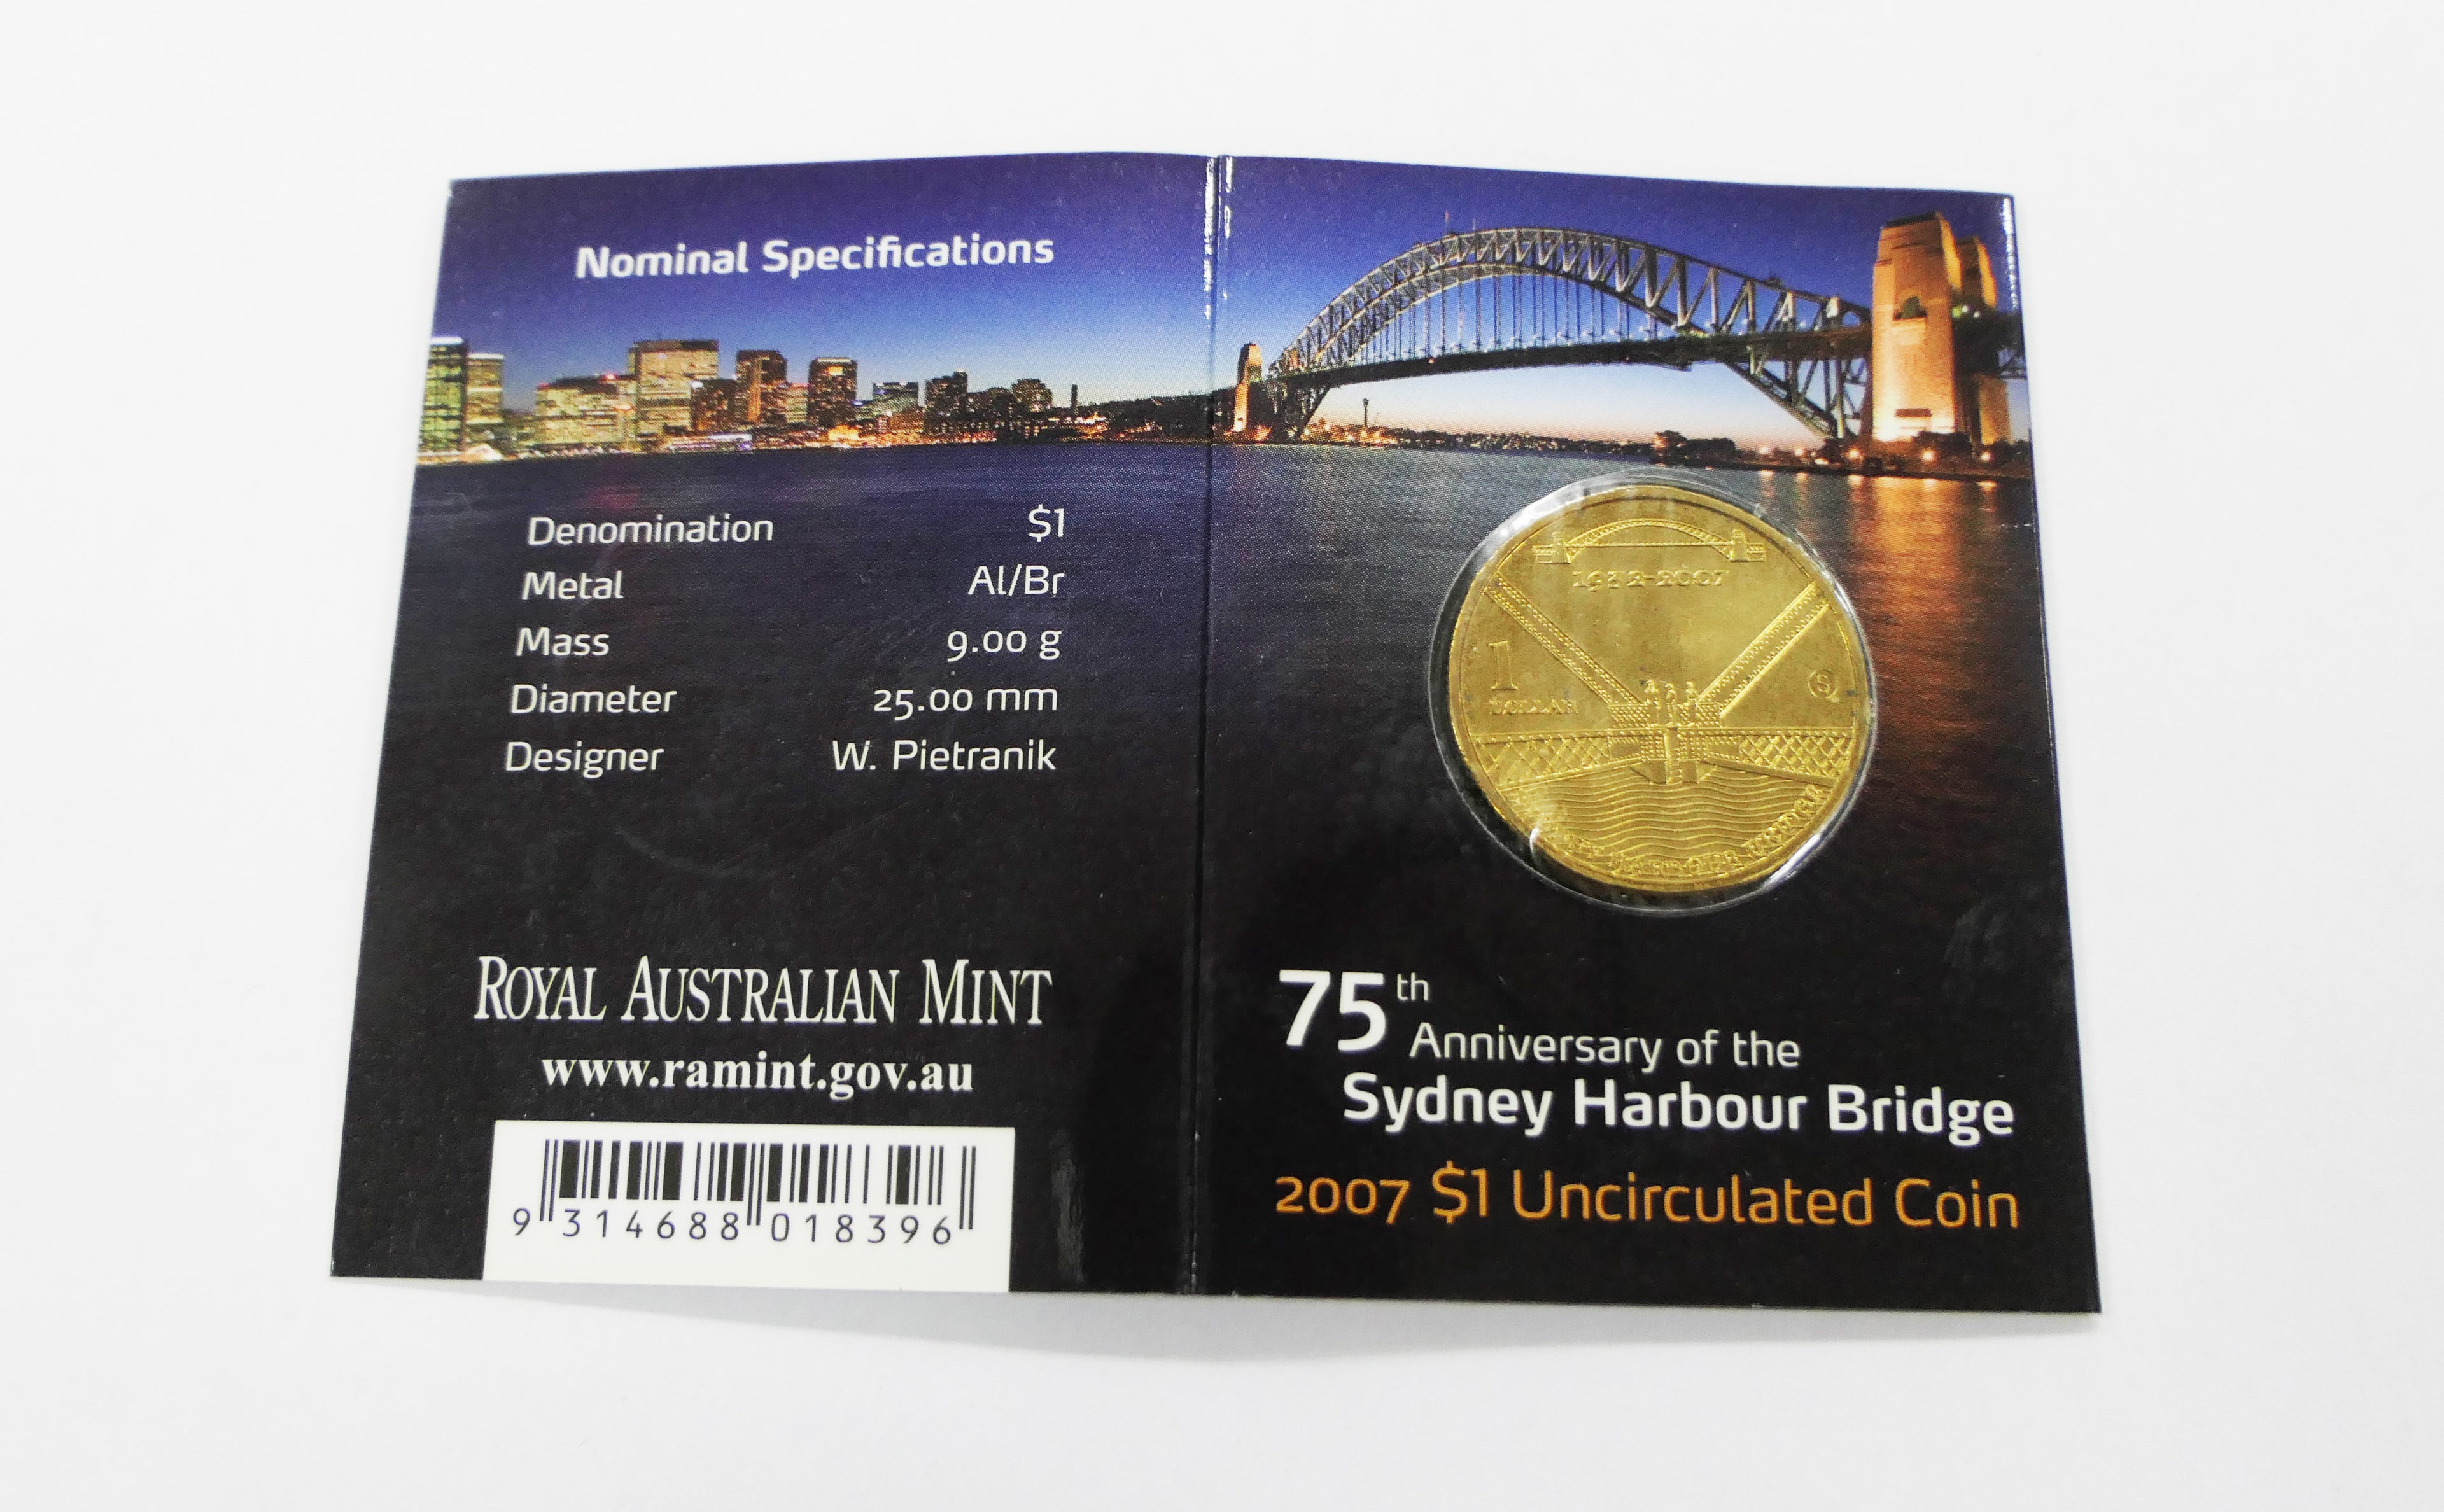 Nominal Specifications
Denomination $1
Metal Al/Br
Mass 9.00 g
Diameter 25.00 mm
Designer W. Pietranik
ROYAL AUSTRALIAN MINT
www.ramint.gov.au
9 314688 018396
1932-2007
1
DOLLAR
S
HARBOUR BRIDGE
75th
Anniversary of the
Sydney Harbour Bridge
2007 $1 Uncirculated Coin